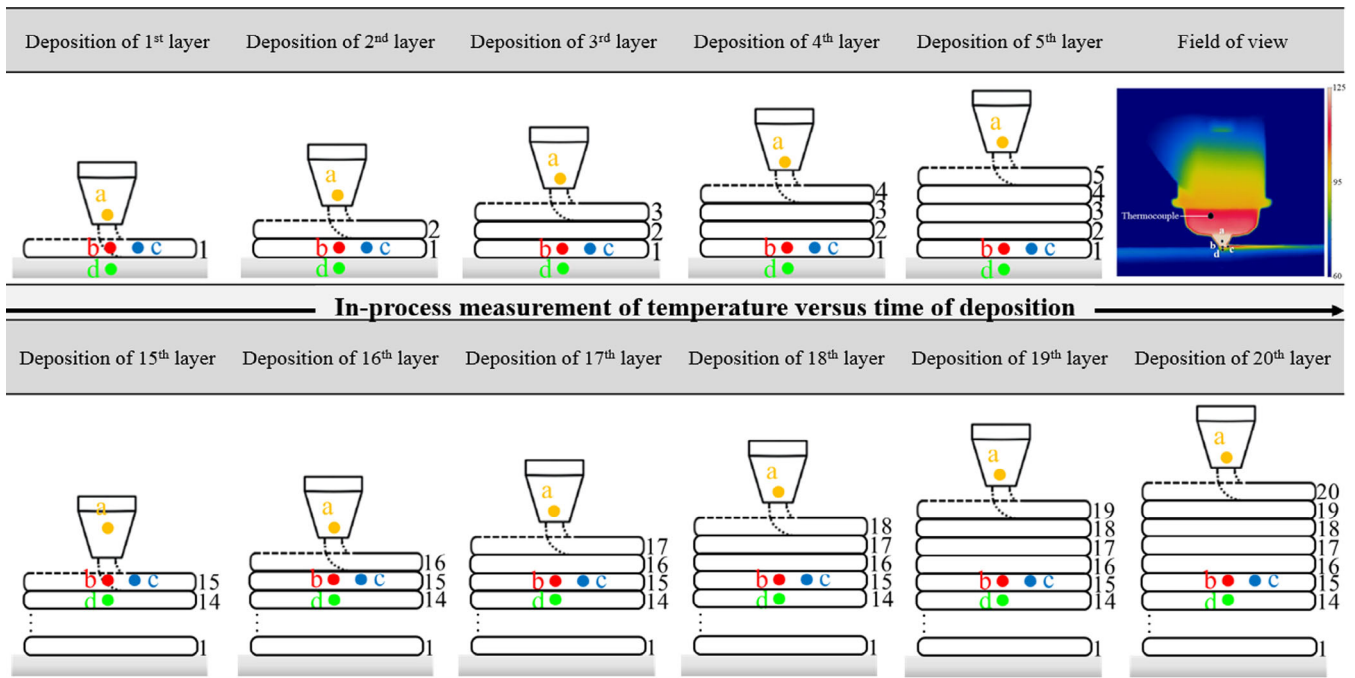 Deposition of 1st layer
Deposition of 2nd layer
Deposition of 3rd layer
Deposition of 4th layer
Deposition of 5th layer
Field of view
a
b
c
1
d
a
2
b
c
1
d
a
3
2
b
c
1
d
a
4
3
2
b
c
1
d
a
5
4
3
2
b
c
1
d
125
95
60
Thermocouple
a
b
c
d
In-process measurement of temperature versus time of deposition
Deposition of 15th layer
Deposition of 16th layer
Deposition of 17th layer
Deposition of 18th layer
Deposition of 19th layer
Deposition of 20th layer
a
b
c
15
d
14
1
a
16
b
c
15
d
14
1
a
17
16
b
c
15
d
14
1
a
18
17
16
b
c
15
d
14
1
a
19
18
17
16
b
c
15
d
14
1
a
20
19
18
17
16
b
c
15
d
14
1